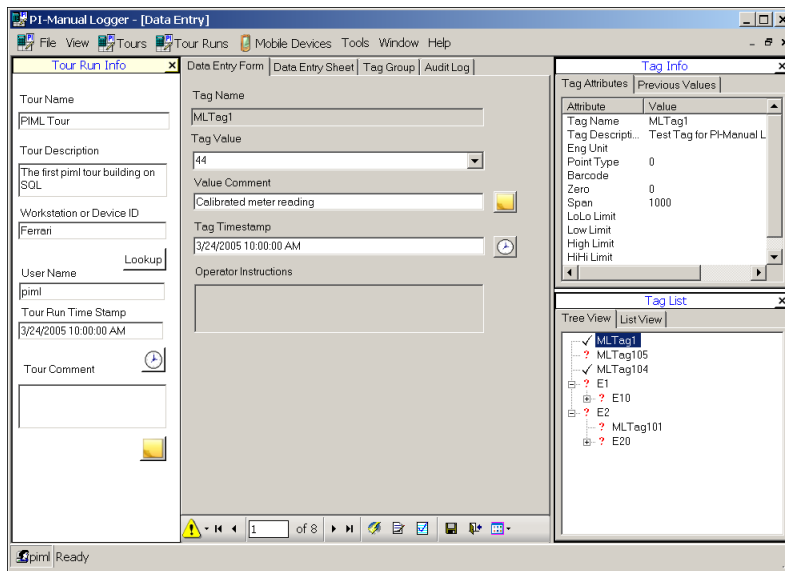 PI-Manual Logger - [Data Entry]
File View Tours Tour Runs Mobile Devices Tools Window Help
Tour Run Info
Tour Name
PIML Tour
Tour Description
The first piml tour building on
SQL
Workstation or Device ID
Ferrari
Lookup
User Name
piml
Tour Run Time Stamp
3/24/2005 10:00:00 AM
Tour Comment
Data Entry Form Data Entry Sheet Tag Group Audit Log
Tag Name
MLTag1
Tag Value
44
Value Comment
Calibrated meter reading
Tag Timestamp
3/24/2005 10:00:00 AM
Operator Instructions
1 of 8
Tag Info
Tag Attributes Previous Values
Attribute Value
Tag Name MLTag1
Tag Descripti... Test Tag for PI-Manual L
Eng Unit
Point Type 0
Barcode
Zero 0
Span 1000
LoLo Limit
Low Limit
High Limit
HiHi Limit
Tag List
Tree View List View
MLTag1
? MLTag105
MLTag104
? E1
? E10
? E2
? MLTag101
? E20
piml Ready